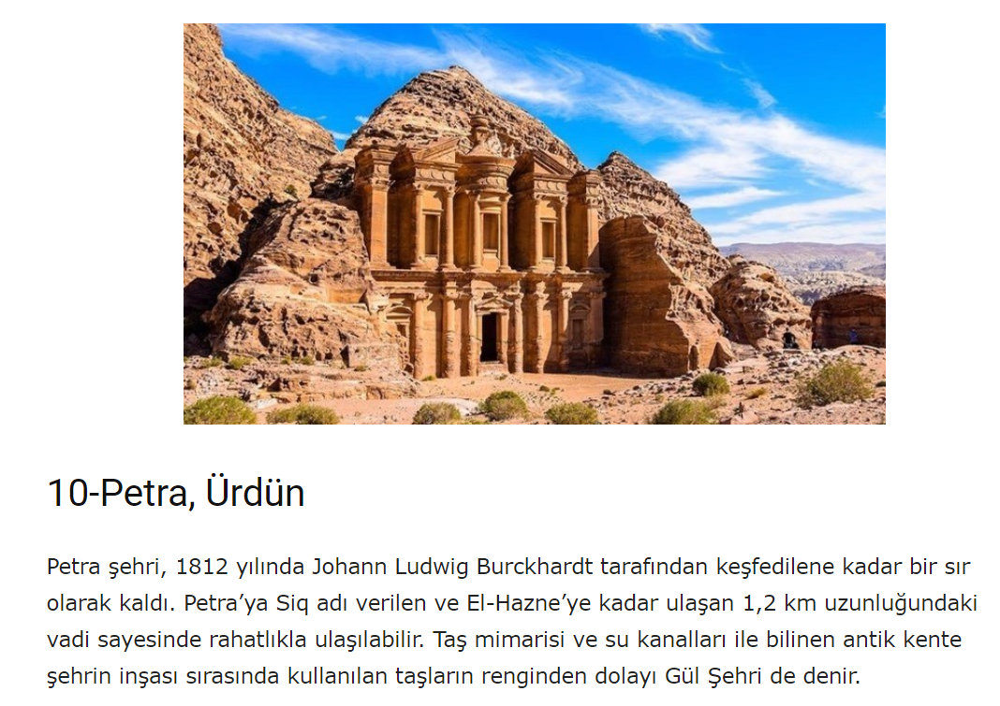 10-Petra, Ürdün
Petra şehri, 1812 yılında Johann Ludwig Burckhardt tarafından keşfedilene kadar bir sır
olarak kaldı. Petra’ya Siq adı verilen ve El-Hazne’ye kadar ulaşan 1,2 km uzunluğundaki
vadi sayesinde rahatlıkla ulaşılabilir. Taş mimarisi ve su kanalları ile bilinen antik kente
şehrin inşası sırasında kullanılan taşların renginden dolayı Gül Şehri de denir.